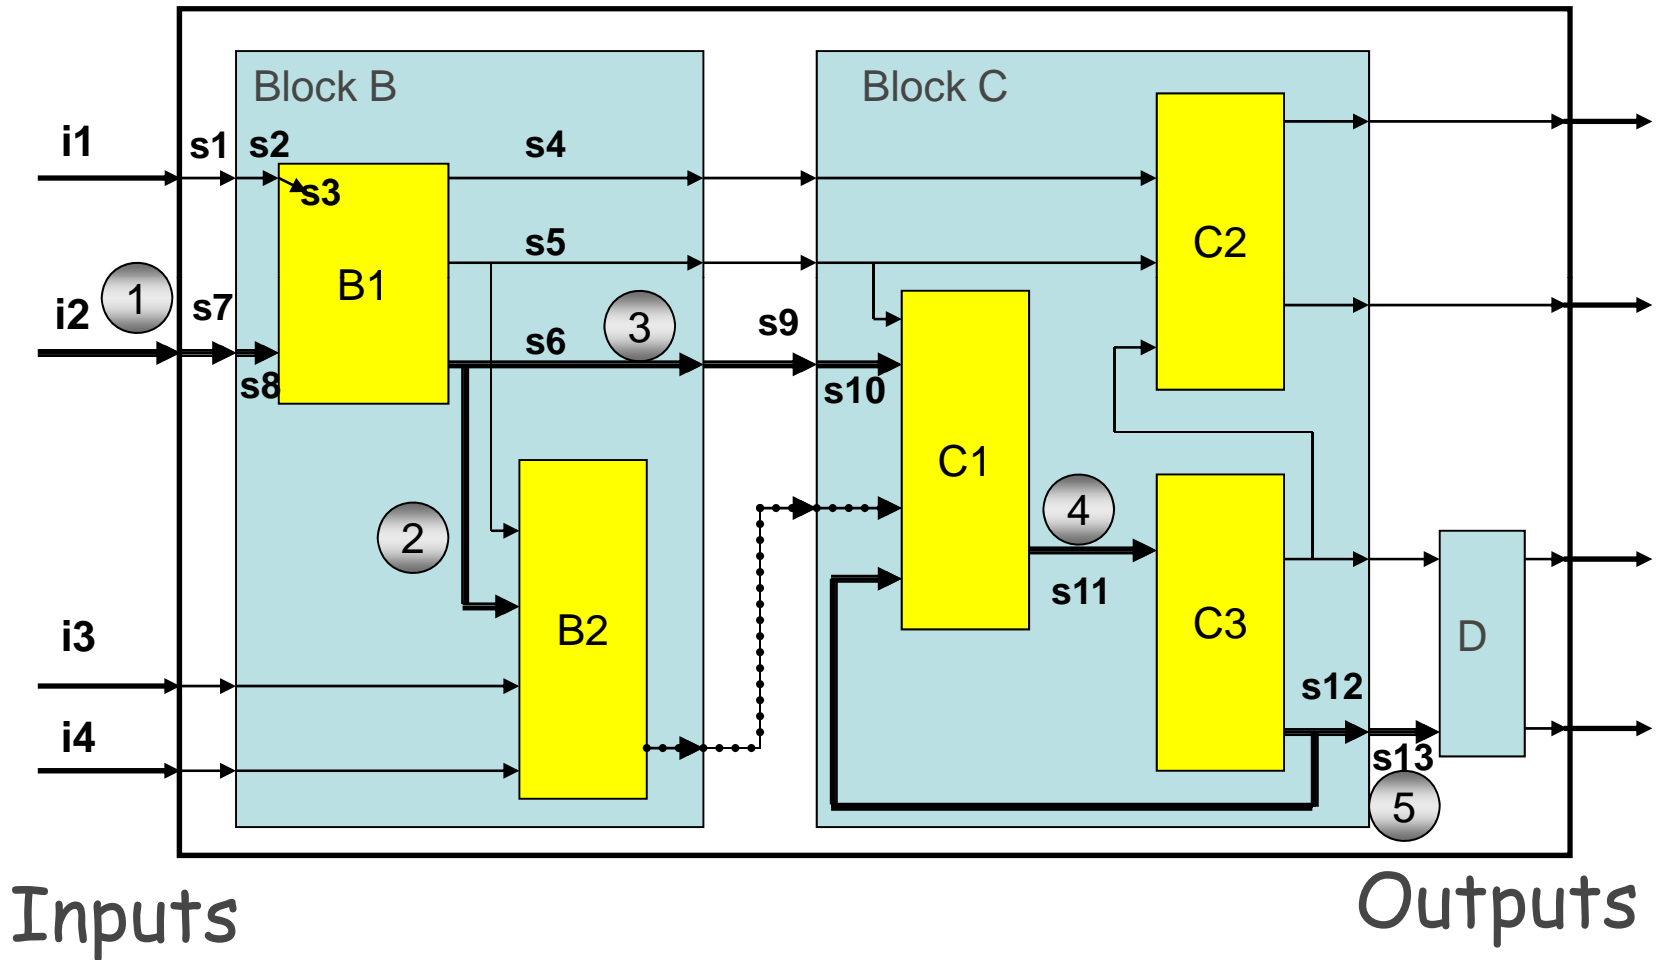 Block B
Block C
i1
s1
s2
s3
s4
s5
B1
C2
i2
1
s7
s8
s6
3
s9
s10
C1
2
4
s11
B2
C3
i3
i4
D
s12
s13
5
Inputs
Outputs